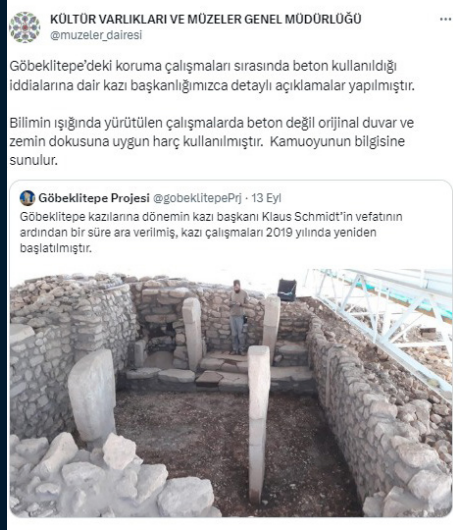 KÜLTÜR VARLIKLARI VE MÜZELER GENEL MÜDÜRLÜĞÜ
@muzeler_dairesi
Göbeklitepe'deki koruma çalışmaları sırasında beton kullanıldığı
iddialarına dair kazı başkanlığımızca detaylı açıklamalar yapılmıştır.
Bilimin ışığında yürütülen çalışmalarda beton değil orijinal duvar ve
zemin dokusuna uygun harç kullanılmıştır. Kamuoyunun bilgisine
sunulur.
Göbeklitepe Projesi @gobeklitepePrj · 13 Eyl
Göbeklitepe kazılarına dönemin kazı başkanı Klaus Schmidt'in vefatının
ardından bir süre ara verilmiş, kazı çalışmaları 2019 yılında yeniden
başlatılmıştır.